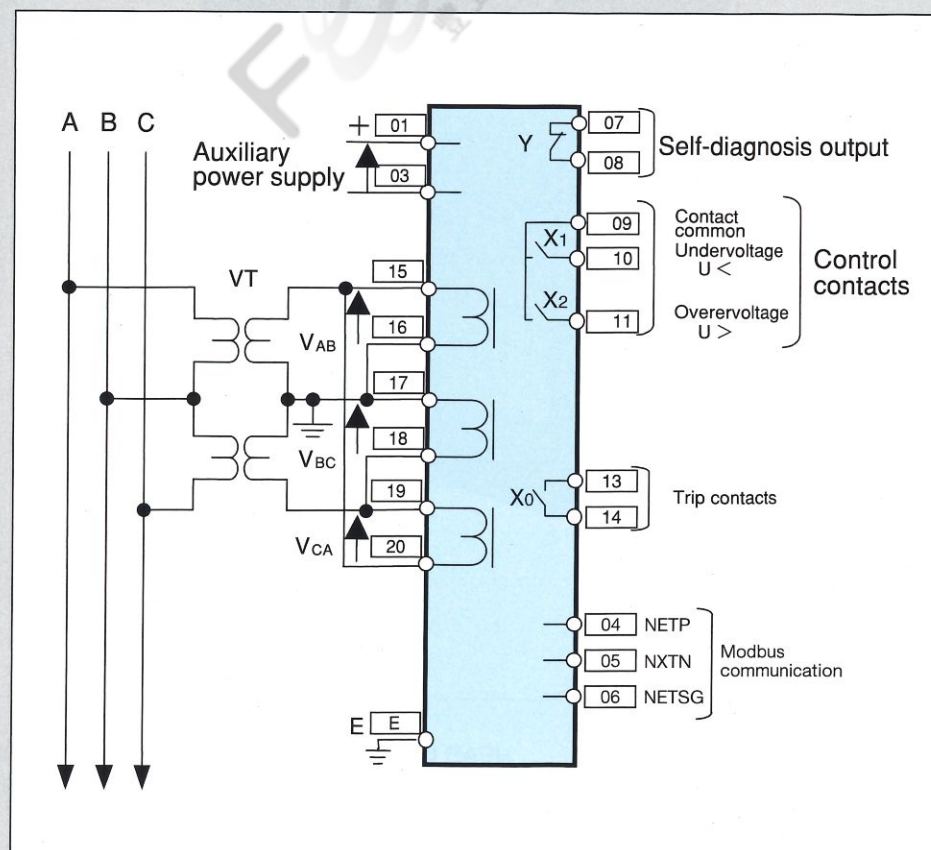 A B C
Auxiliary
power supply
+ 01
03
Y
07
08
Self-diagnosis output
VT
15
16
VAB
17
18
VBC
19
20
VCA
X1
X2
09
10
11
Contact
common
Undervoltage
U <
Overervoltage
U >
Control
contacts
X0
13
14
Trip contacts
04 NETP
05 NXTN
06 NETSG
Modbus
communication
E E